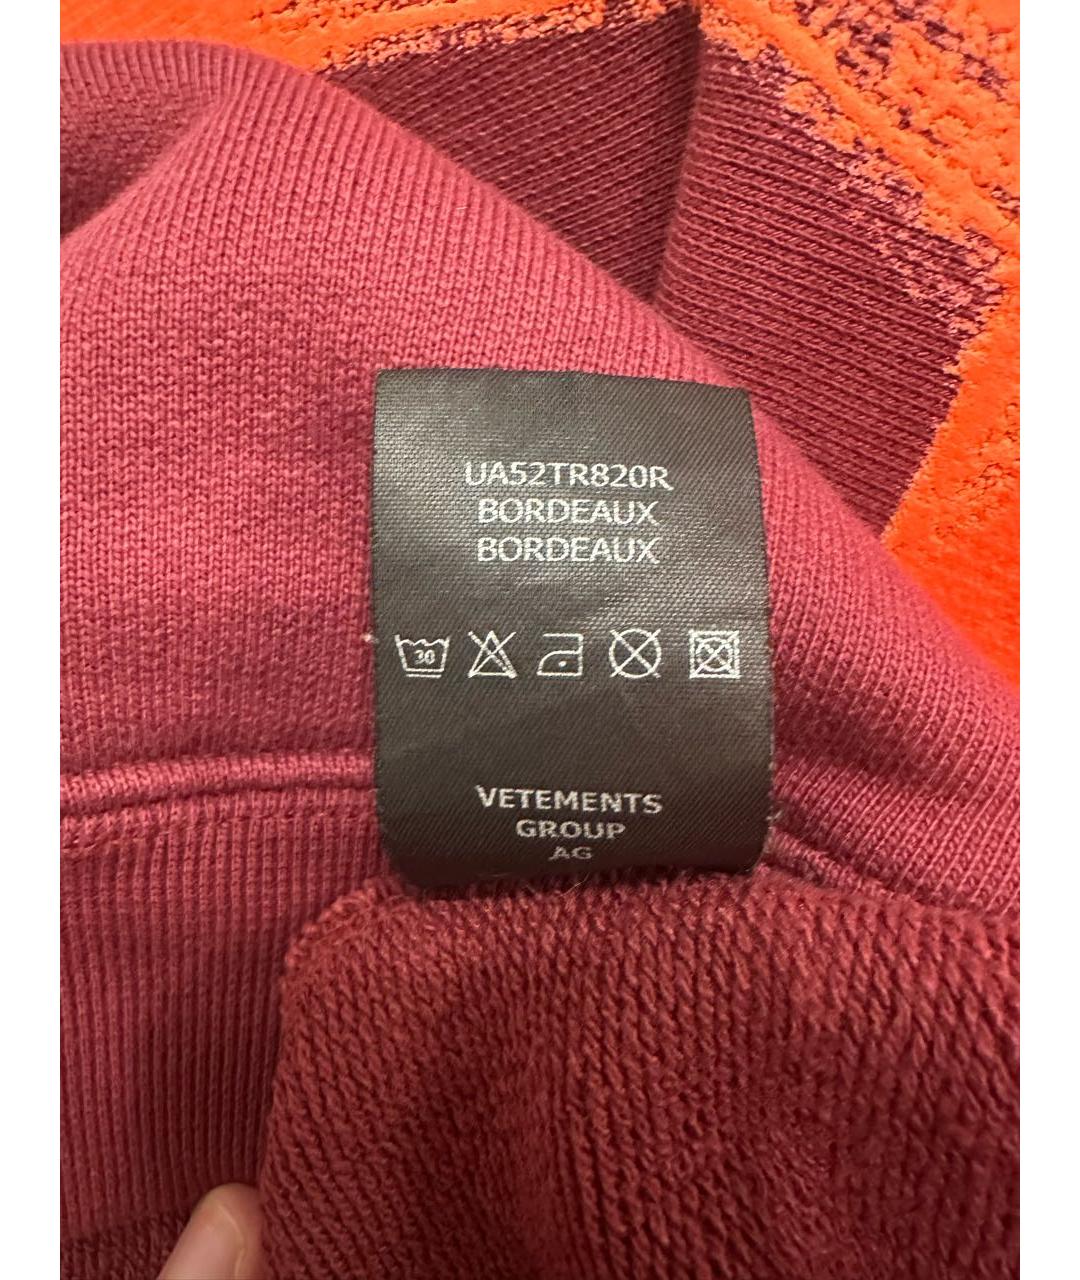 UA52TR820R
BORDEAUX
BORDEAUX
30
VETEMENTS
GROUP
AG